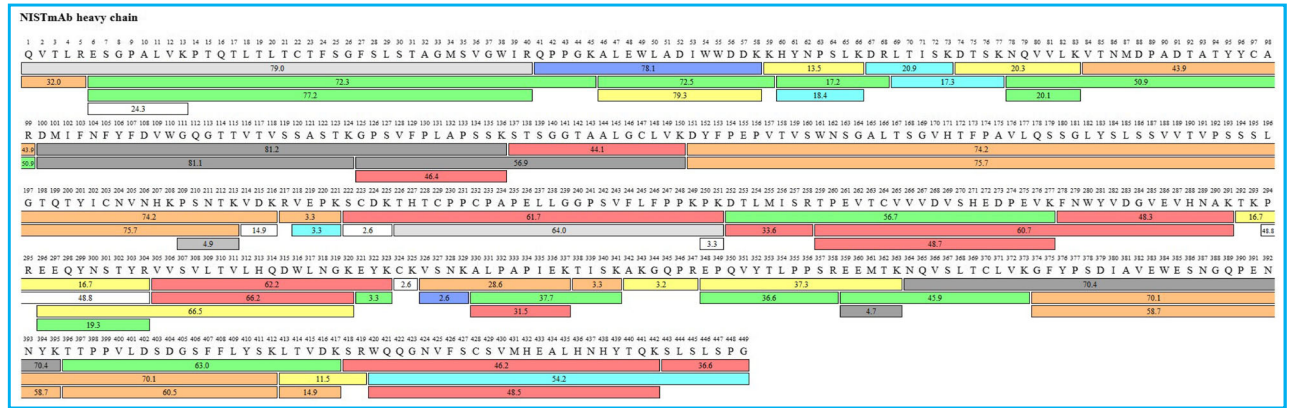 NISTmAb heavy chain
1 2 3 4 5 6 7 8 9 10 11 12 13 14 15 16 17 18 19 20 21 22 23 24 25 26 27 28 29 30 31 32 33 34 35 36 37 38 39 40 41 42 43 44 45 46 47 48 49 50 51 52 53 54 55 56 57 58 59 60 61 62 63 64 65 66 67 68 69 70 71 72 73 74 75 76 77 78 79 80 81 82 83 84 85 86 87 88 89 90 91 92 93 94 95 96 97 98
Q V T L R E S G P A L V K P T Q T L T L T C T F S G F S L S T A G M S V G W I R Q P P G K A L E W L A D I W W D D K K H Y N P S L K D R L T I S K D T S K N Q V V L K V T N M D P A D T A T Y Y C A
79.0 78.1 13.5 20.9 20.3 43.9
32.0 72.3 72.5 17.2 17.3 50.9
77.2 79.3 18.4 20.1
24.3
99 100 101 102 103 104 105 106 107 108 109 110 111 112 113 114 115 116 117 118 119 120 121 122 123 124 125 126 127 128 129 130 131 132 133 134 135 136 137 138 139 140 141 142 143 144 145 146 147 148 149 150 151 152 153 154 155 156 157 158 159 160 161 162 163 164 165 166 167 168 169 170 171 172 173 174 175 176 177 178 179 180 181 182 183 184 185 186 187 188 189 190 191 192 193 194 195 196
R D M I F N F Y F D V W G Q G T T V T V S S A S T K G P S V F P L A P S S K S T S G G T A A L G C L V K D Y F P E P V T V S W N S G A L T S G V H T F P A V L Q S S G L Y S L S S V V T V P S S S L
43.9 81.2 44.1 74.2
50.9 81.1 56.9 75.7
46.4
197 198 199 200 201 202 203 204 205 206 207 208 209 210 211 212 213 214 215 216 217 218 219 220 221 222 223 224 225 226 227 228 229 230 231 232 233 234 235 236 237 238 239 240 241 242 243 244 245 246 247 248 249 250 251 252 253 254 255 256 257 258 259 260 261 262 263 264 265 266 267 268 269 270 271 272 273 274 275 276 277 278 279 280 281 282 283 284 285 286 287 288 289 290 291 292 293 294
G T Q T Y I C N V N H K P S N T K V D K R V E P K S C D K T H T C P P C P A P E L L G G P S V F L F P P K P K D T L M I S R T P E V T C V V V D V S H E D P E V K F N W Y V D G V E V H N A K T K P
74.2 3.3 61.7 56.7 48.3 16.7
75.7 14.9 3.3 2.6 64.0 33.6 60.7 48.8
4.9 3.3 48.7
295 296 297 298 299 300 301 302 303 304 305 306 307 308 309 310 311 312 313 314 315 316 317 318 319 320 321 322 323 324 325 326 327 328 329 330 331 332 333 334 335 336 337 338 339 340 341 342 343 344 345 346 347 348 349 350 351 352 353 354 355 356 357 358 359 360 361 362 363 364 365 366 367 368 369 370 371 372 373 374 375 376 377 378 379 380 381 382 383 384 385 386 387 388 389 390 391 392
R E E Q Y N S T Y R V V S V L T V L H Q D W L N G K E Y K C K V S N K A L P A P I E K T I S K A K G Q P R E P Q V Y T L P P S R E E M T K N Q V S L T C L V K G F Y P S D I A V E W E S N G Q P E N
16.7 62.2 2.6 28.6 3.3 3.2 37.3 70.4
48.8 66.2 3.3 2.6 37.7 36.6 45.9 70.1
66.5 31.5 4.7 58.7
19.3
393 394 395 396 397 398 399 400 401 402 403 404 405 406 407 408 409 410 411 412 413 414 415 416 417 418 419 420 421 422 423 424 425 426 427 428 429 430 431 432 433 434 435 436 437 438 439 440 441 442 443 444 445 446 447 448 449
N Y K T T P P V L D S D G S F F L Y S K L T V D K S R W Q Q G N V F S C S V M H E A L H N H Y T Q K S L S L S P G
70.4 63.0 46.2 36.6
70.1 11.5 54.2
58.7 60.5 14.9 48.5